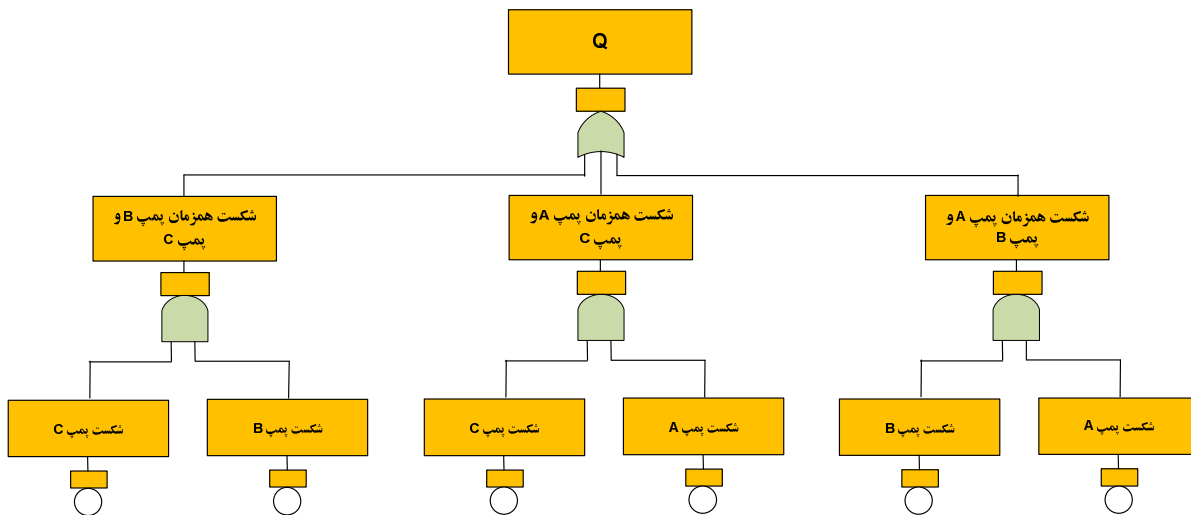 Q
شکست همزمان پمپ A و
پمپ B
شکست همزمان پمپ A و
پمپ C
شکست همزمان پمپ B و
پمپ C
شکست پمپ A
شکست پمپ B
شکست پمپ A
شکست پمپ C
شکست پمپ B
شکست پمپ C